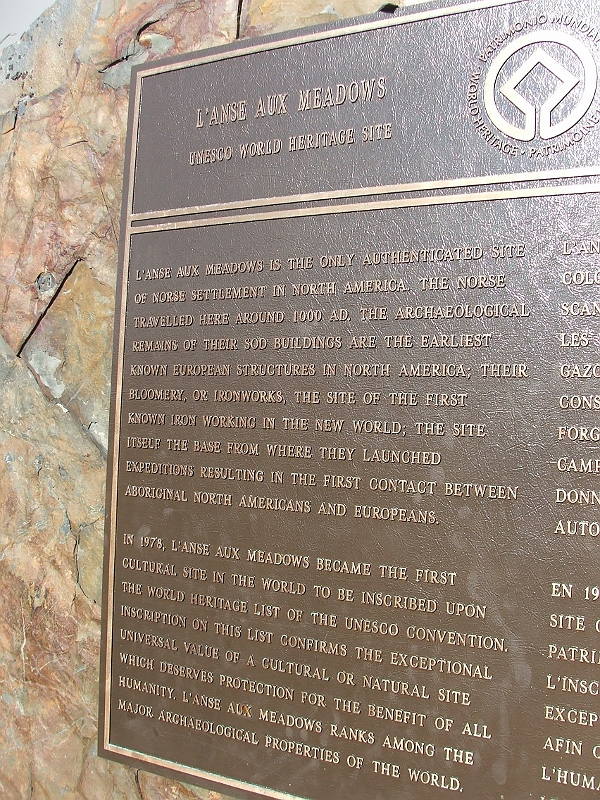 L'ANSE AUX MEADOWS
UNESCO WORLD HERITAGE SITE
PATRIMONIO MUNDIAL
WORLD HERITAGE • PATRIMOINE
L'ANSE AUX MEADOWS IS THE ONLY AUTHENTICATED SITE
OF NORSE SETTLEMENT IN NORTH AMERICA. THE NORSE
TRAVELLED HERE AROUND 1000 AD. THE ARCHAEOLOGICAL
REMAINS OF THEIR SOD BUILDINGS ARE THE EARLIEST
KNOWN EUROPEAN STRUCTURES IN NORTH AMERICA; THEIR
BLOOMERY, OR IRONWORKS, THE SITE OF THE FIRST
KNOWN IRON WORKING IN THE NEW WORLD; THE SITE
ITSELF THE BASE FROM WHERE THEY LAUNCHED
EXPEDITIONS RESULTING IN THE FIRST CONTACT BETWEEN
ABORIGINAL NORTH AMERICANS AND EUROPEANS.
IN 1978, L'ANSE AUX MEADOWS BECAME THE FIRST
CULTURAL SITE IN THE WORLD TO BE INSCRIBED UPON
THE WORLD HERITAGE LIST OF THE UNESCO CONVENTION.
INSCRIPTION ON THIS LIST CONFIRMS THE EXCEPTIONAL
UNIVERSAL VALUE OF A CULTURAL OR NATURAL SITE
WHICH DESERVES PROTECTION FOR THE BENEFIT OF ALL
HUMANITY. L'ANSE AUX MEADOWS RANKS AMONG THE
MAJOR ARCHAEOLOGICAL PROPERTIES OF THE WORLD.
L'AN
COLO
SCAN
LES
GAZO
CONS
FORG
CAMP
DONN
AUTO
EN 19
SITE
PATRI
L'INSC
EXCEP
AFIN
L'HUMA